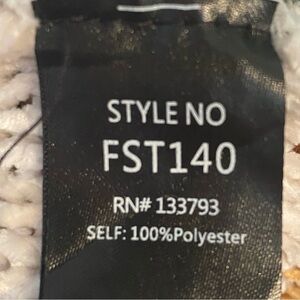 STYLE NO
FST140
RN# 133793
SELF: 100%Polyester